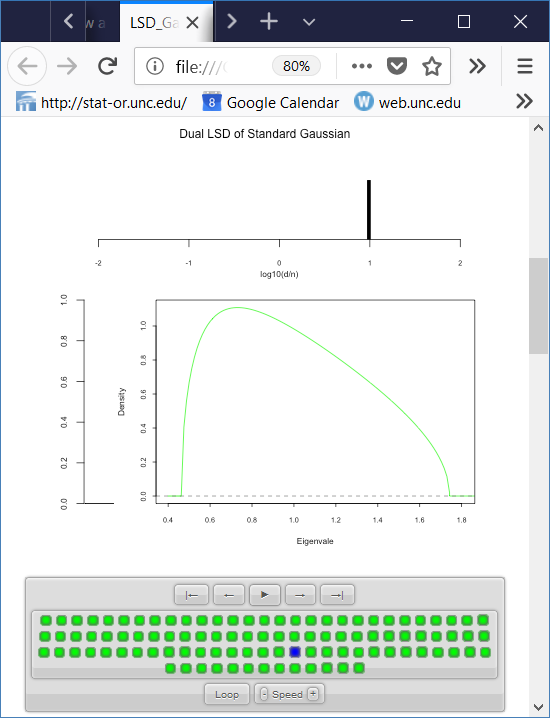 w a
LSD_Ga
file:///
80%
http://stat-or.unc.edu/
8
Google Calendar
W
web.unc.edu
Dual LSD of Standard Gaussian
-2 -1 0 1 2
log10(d/n)
1.0
0.8
0.6
0.4
0.2
0.0
Density
1.0
0.8
0.6
0.4
0.2
0.0
0.4 0.6 0.8 1.0 1.2 1.4 1.6 1.8
Eigenvale
Loop
- Speed +